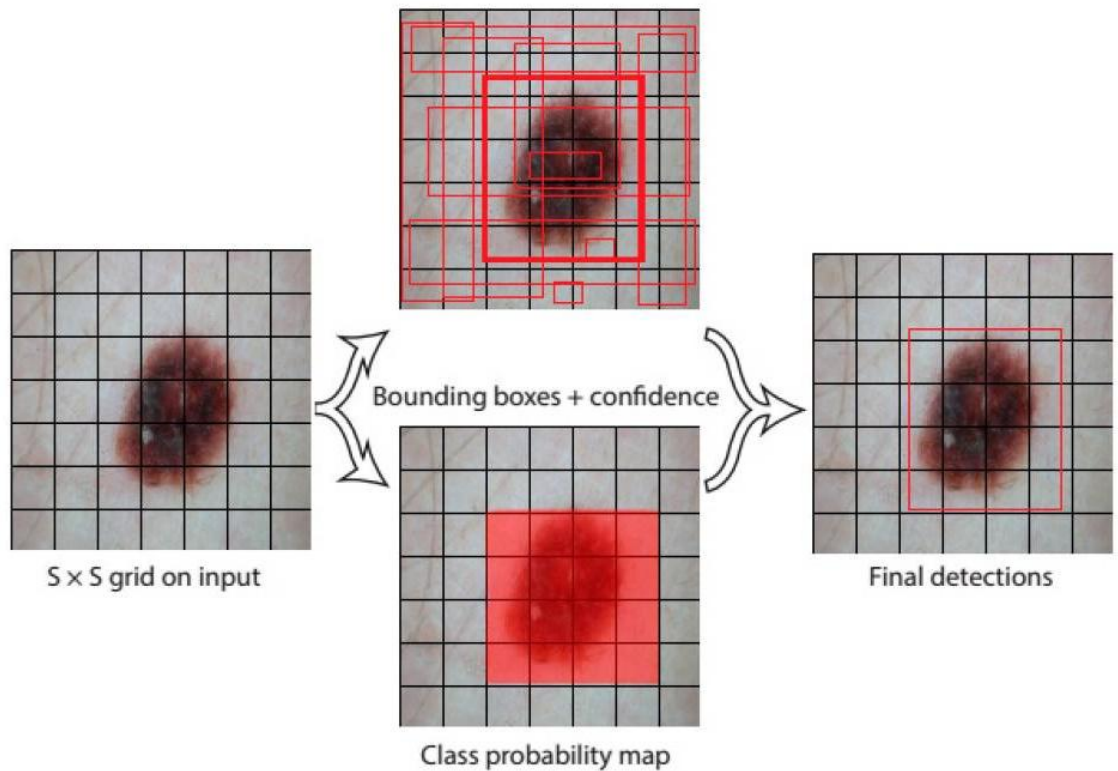 Bounding boxes + confidence
S × S grid on input
Final detections
Class probability map